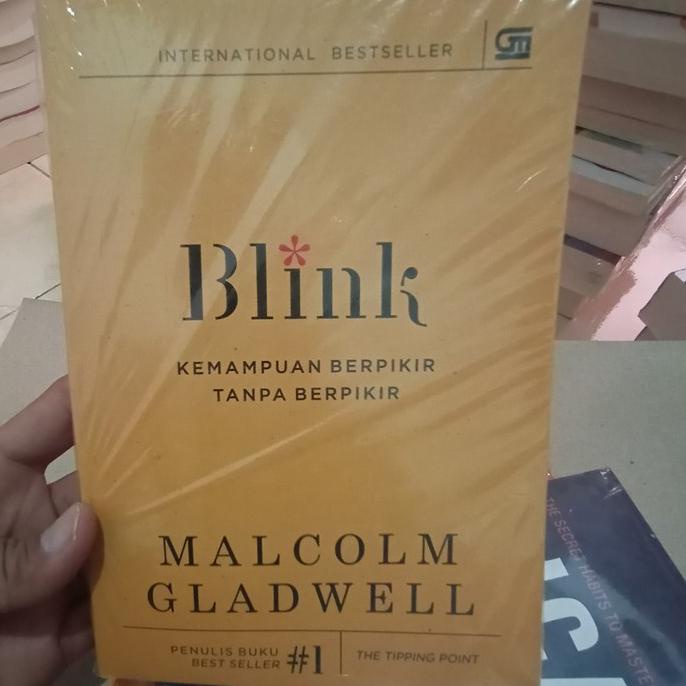 INTERNATIONAL BESTSELLER
GM
Blink
KEMAMPUAN BERPIKIR
TANPA BERPIKIR
MALCOLM
GLADWELL
PENULIS BUKU
BEST SELLER #1
THE TIPPING POINT
THE SECRET HABITS TO MASTE